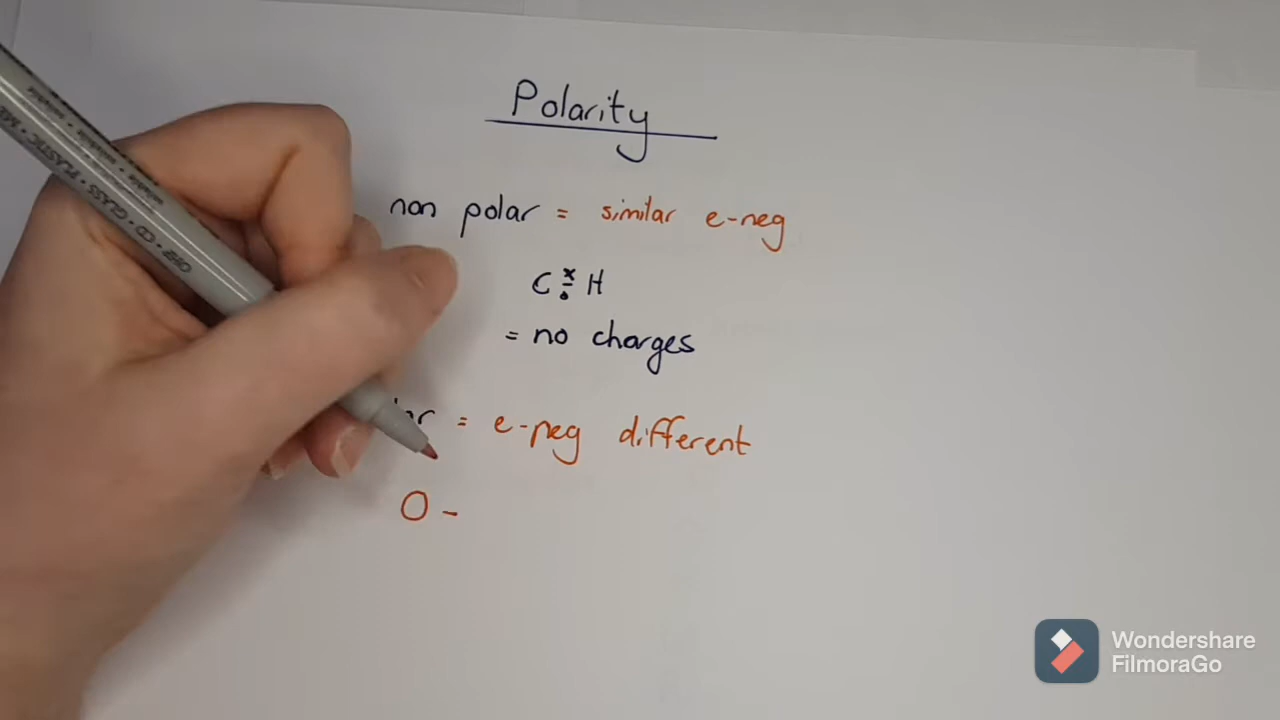 Polarity
non polar = similar e-neg
C × – • H
= no charges
= e-neg different
O –
Wondershare
FilmoraGo